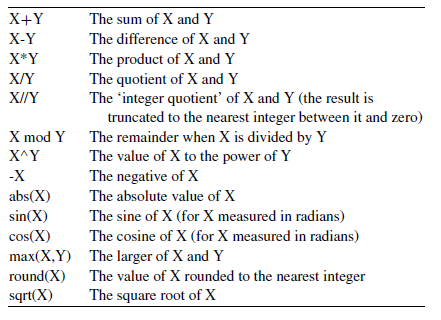 X+Y The sum of X and Y
X-Y The difference of X and Y
X*Y The product of X and Y
X/Y The quotient of X and Y
X//Y The ‘integer quotient’ of X and Y (the result is
truncated to the nearest integer between it and zero)
X mod Y The remainder when X is divided by Y
X^Y The value of X to the power of Y
-X The negative of X
abs(X) The absolute value of X
sin(X) The sine of X (for X measured in radians)
cos(X) The cosine of X (for X measured in radians)
max(X,Y) The larger of X and Y
round(X) The value of X rounded to the nearest integer
sqrt(X) The square root of X